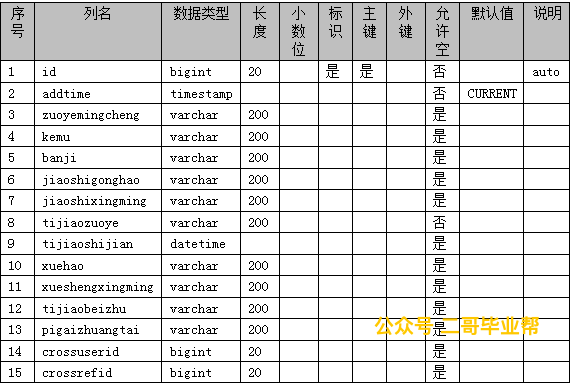 序号 列名 数据类型 长度 小数位 标识 主键 外键 允许空 默认值 说明
1 id bigint 20 是 是 否 auto
2 addtime timestamp 否 CURRENT
3 zuoyemingcheng varchar 200 是
4 kemu varchar 200 是
5 banji varchar 200 是
6 jiaoshigonghao varchar 200 是
7 jiaoshixingming varchar 200 是
8 tijiaozuoye varchar 200 否
9 tijiaoshijian datetime 是
10 xuehao varchar 200 是
11 xueshengxingming varchar 200 是
12 tijiaobeizhu varchar 200 是
13 pigaizhuangtai varchar 200 是
公众号 二哥毕业帮
14 crossuserid bigint 20 是
15 crossrefid bigint 20 是